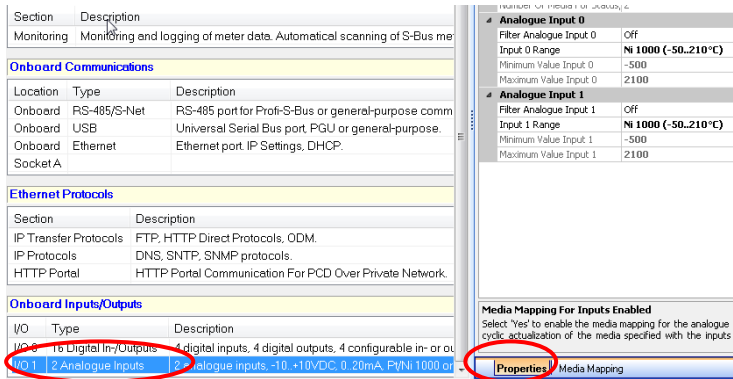 Section Description
Monitoring Monitoring and logging of meter data. Automatical scanning of S-Bus me
Onboard Communications
Location Type Description
Onboard RS-485/S-Net RS-485 port for Profi-S-Bus or general-purpose comm
Onboard USB Universal Serial Bus port, PGU or general-purpose.
Onboard Ethernet Ethernet port. IP Settings, DHCP.
Socket A
Ethernet Protocols
Section Description
IP Transfer Protocols FTP, HTTP Direct Protocols, ODM.
IP Protocols DNS, SNTP, SNMP protocols.
HTTP Portal HTTP Portal Communication For PCD Over Private Network.
Onboard Inputs/Outputs
I/O Type Description
I/O 0 16 Digital In-/Outputs 4 digital inputs, 4 digital outputs, 4 configurable in- or ou
I/O 1 2 Analogue Inputs 2 analogue inputs, -10..+10VDC, 0..20mA, Pt/Ni 1000 or
Number Of Media For Status, 2
Analogue Input 0
Filter Analogue Input 0 Off
Input 0 Range Ni 1000 (-50..210°C)
Minimum Value Input 0 -500
Maximum Value Input 0 2100
Analogue Input 1
Filter Analogue Input 1 Off
Input 1 Range Ni 1000 (-50..210°C)
Minimum Value Input 1 -500
Maximum Value Input 1 2100
Media Mapping For Inputs Enabled
Select 'Yes' to enable the media mapping for the analogue
cyclic actualization of the media specified with the inputs
Properties Media Mapping